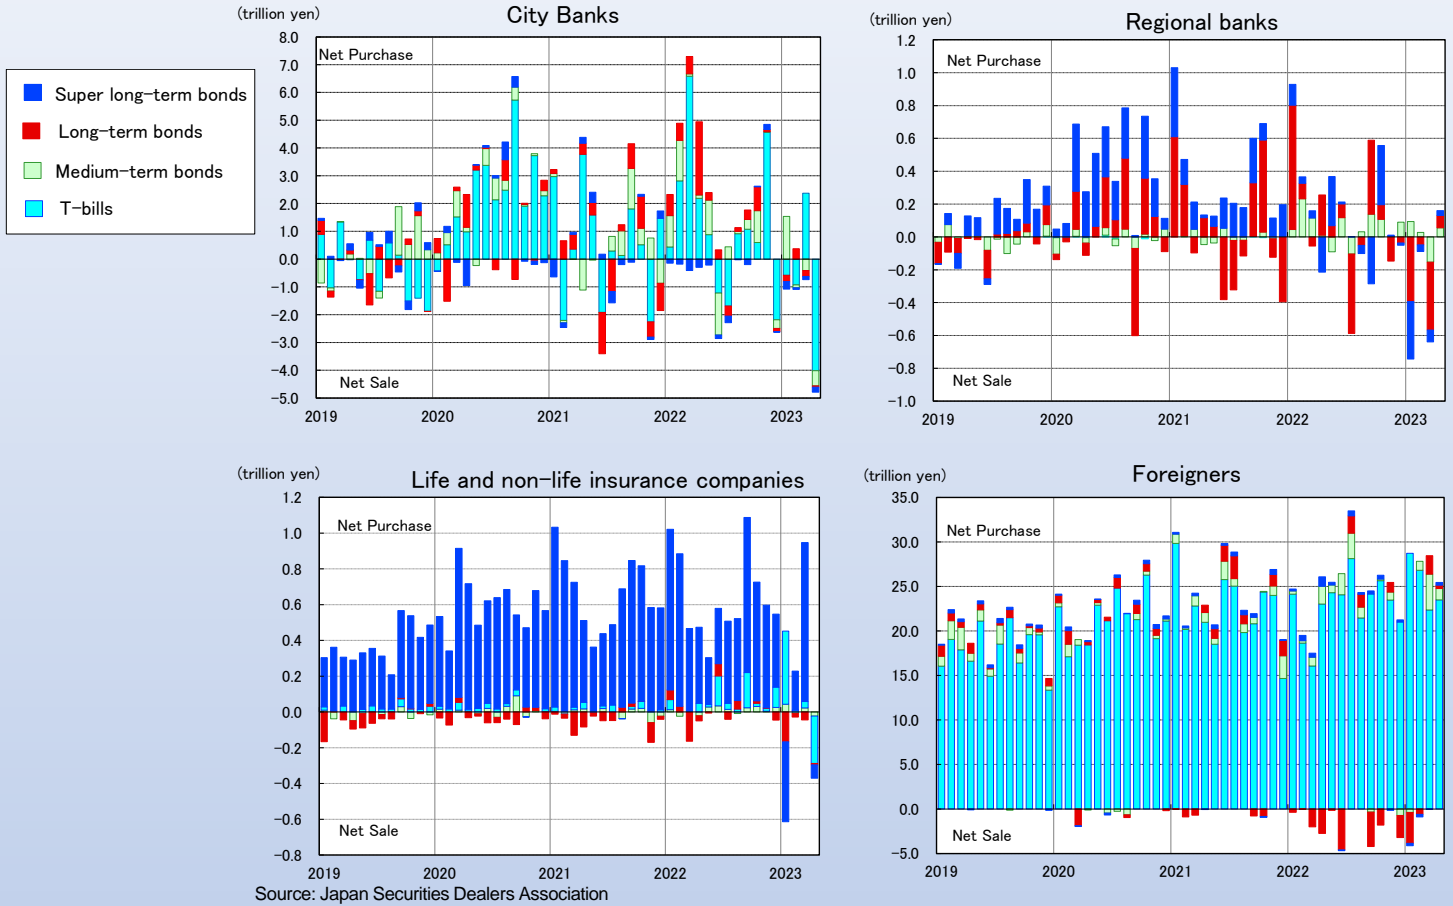 (trillion yen)
City Banks
8.0
7.0
6.0
5.0
4.0
3.0
2.0
1.0
0.0
−1.0
−2.0
−3.0
−4.0
−5.0
Net Purchase
Net Sale
2019 2020 2021 2022 2023
Super long-term bonds
Long-term bonds
Medium-term bonds
T-bills
(trillion yen)
Regional banks
1.2
1.0
0.8
0.6
0.4
0.2
0.0
−0.2
−0.4
−0.6
−0.8
−1.0
Net Purchase
Net Sale
2019 2020 2021 2022 2023
(trillion yen)
Life and non-life insurance companies
1.2
1.0
0.8
0.6
0.4
0.2
0.0
−0.2
−0.4
−0.6
−0.8
Net Purchase
Net Sale
2019 2020 2021 2022 2023
(trillion yen)
Foreigners
35.0
30.0
25.0
20.0
15.0
10.0
5.0
0.0
−5.0
Net Purchase
Net Sale
2019 2020 2021 2022 2023
Source: Japan Securities Dealers Association